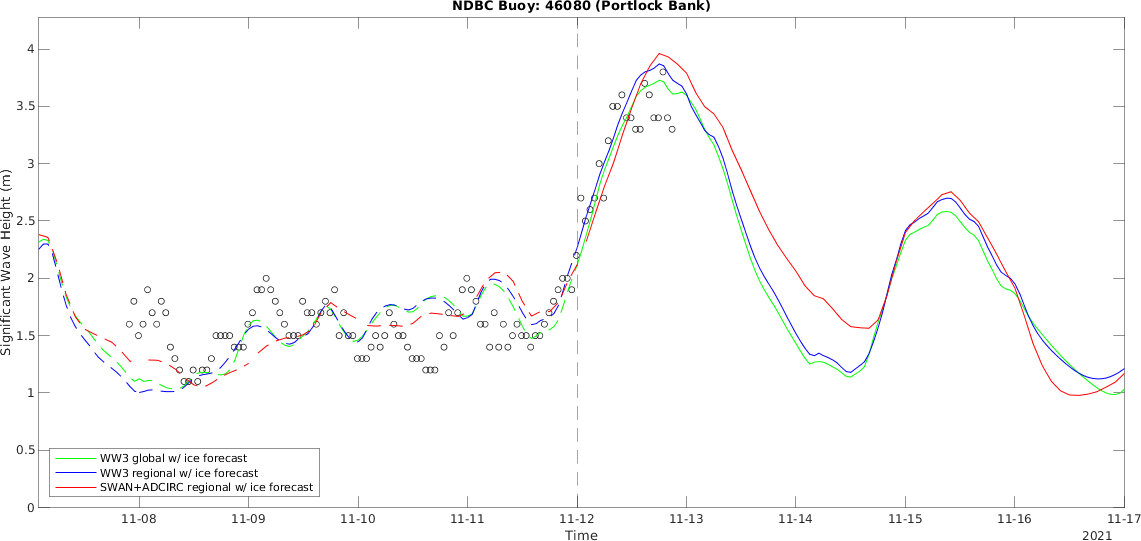 NDBC Buoy: 46080 (Portlock Bank)
Significant Wave Height (m)
4
3.5
3
2.5
2
1.5
1
0.5
0
WW3 global w/ ice forecast
WW3 regional w/ ice forecast
SWAN+ADCIRC regional w/ ice forecast
11-08 11-09 11-10 11-11 11-12 11-13 11-14 11-15 11-16 11-17
Time
2021